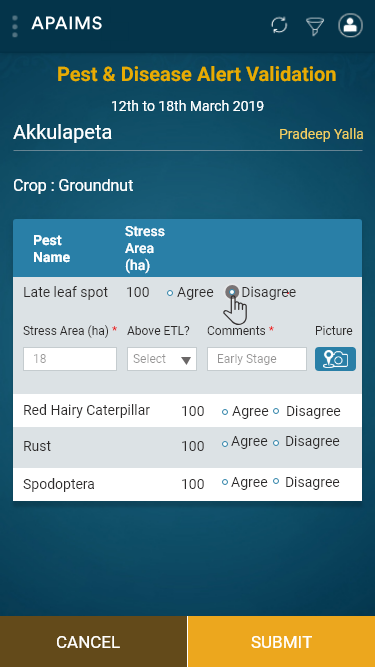 APAIMS
Pest & Disease Alert Validation
12th to 18th March 2019
Akkulapeta
Pradeep Yalla
Crop : Groundnut
Pest Name
Stress Area (ha)
Late leaf spot 100 Agree Disagree
Stress Area (ha) * Above ETL? Comments * Picture
18 Select Early Stage
Red Hairy Caterpillar 100 Agree Disagree
Rust 100 Agree Disagree
Spodoptera 100 Agree Disagree
CANCEL SUBMIT